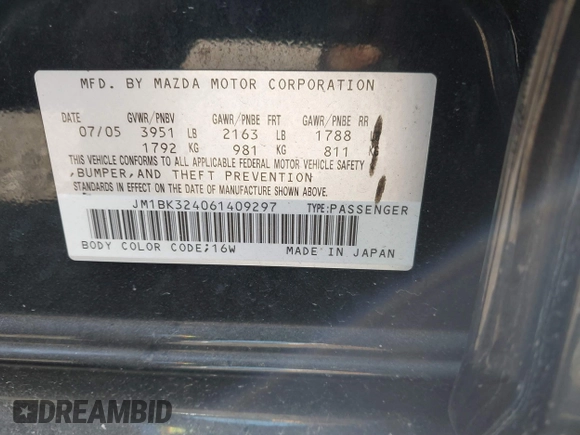 MFD. BY MAZDA MOTOR CORPORATION
DATE GVWR/PNBV GAWR/PNBE FRT GAWR/PNBE RR
07/05 3951 LB 2163 LB 1788
1792 KG 981 KG 811 KG
THIS VEHICLE CONFORMS TO ALL APPLICABLE FEDERAL MOTOR VEHICLE SAFETY
,BUMPER,AND THEFT PREVENTION
STANDARDS IN EFFECT ON THE DATE OF MANUFACTURE SHOWN ABOVE.
JM1BK324061409297 TYPE:PASSENGER
BODY COLOR CODE;16W MADE IN JAPAN
DREAMBID